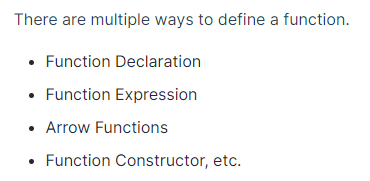 There are multiple ways to define a function.
• Function Declaration
• Function Expression
• Arrow Functions
• Function Constructor, etc.